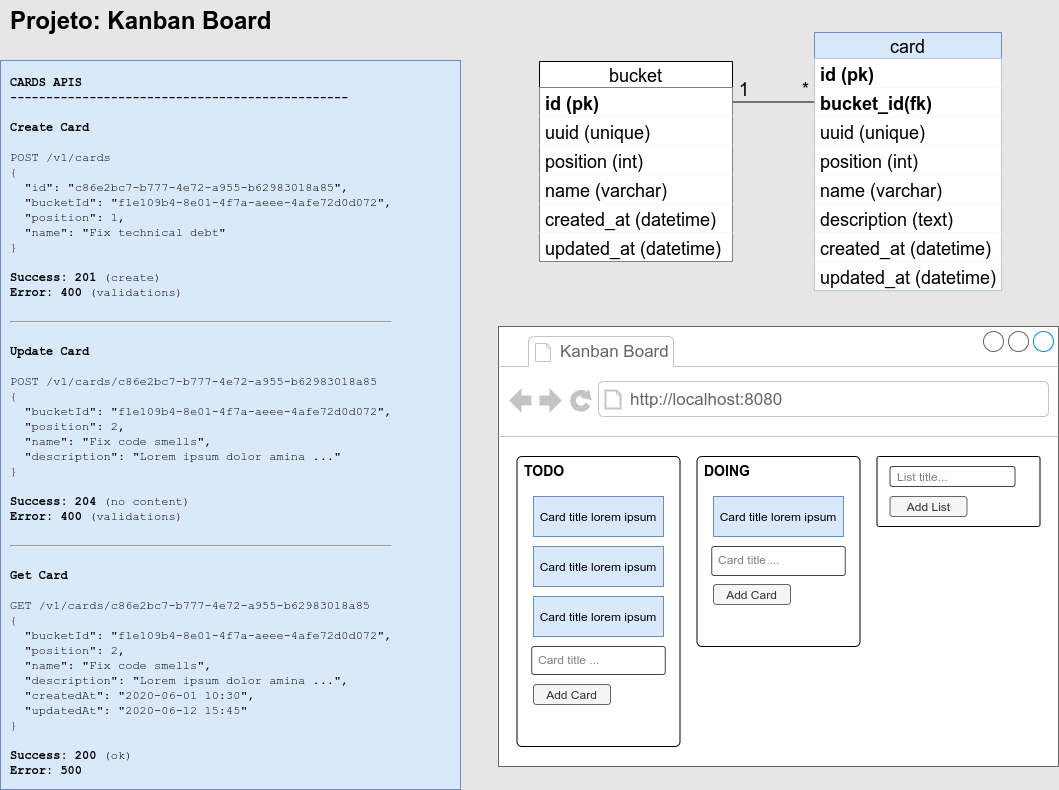 Projeto: Kanban Board
CARDS APIS
-----------------------------------------------
Create Card
POST /v1/cards
{
"id": "c86e2bc7-b777-4e72-a955-b62983018a85",
"bucketId": "f1e109b4-8e01-4f7a-aeee-4afe72d0d072",
"position": 1,
"name": "Fix technical debt"
}
Success: 201 (create)
Error: 400 (validations)
Update Card
POST /v1/cards/c86e2bc7-b777-4e72-a955-b62983018a85
{
"bucketId": "f1e109b4-8e01-4f7a-aeee-4afe72d0d072",
"position": 2,
"name": "Fix code smells",
"description": "Lorem ipsum dolor amina ..."
}
Success: 204 (no content)
Error: 400 (validations)
Get Card
GET /v1/cards/c86e2bc7-b777-4e72-a955-b62983018a85
{
"bucketId": "f1e109b4-8e01-4f7a-aeee-4afe72d0d072",
"position": 2,
"name": "Fix code smells",
"description": "Lorem ipsum dolor amina ...",
"createdAt": "2020-06-01 10:30",
"updatedAt": "2020-06-12 15:45"
}
Success: 200 (ok)
Error: 500
bucket
id (pk)
uuid (unique)
position (int)
name (varchar)
created_at (datetime)
updated_at (datetime)
1
*
card
id (pk)
bucket_id(fk)
uuid (unique)
position (int)
name (varchar)
description (text)
created_at (datetime)
updated_at (datetime)
Kanban Board
http://localhost:8080
TODO
Card title lorem ipsum
Card title lorem ipsum
Card title lorem ipsum
Card title ...
Add Card
DOING
Card title lorem ipsum
Card title ...
Add Card
List title...
Add List